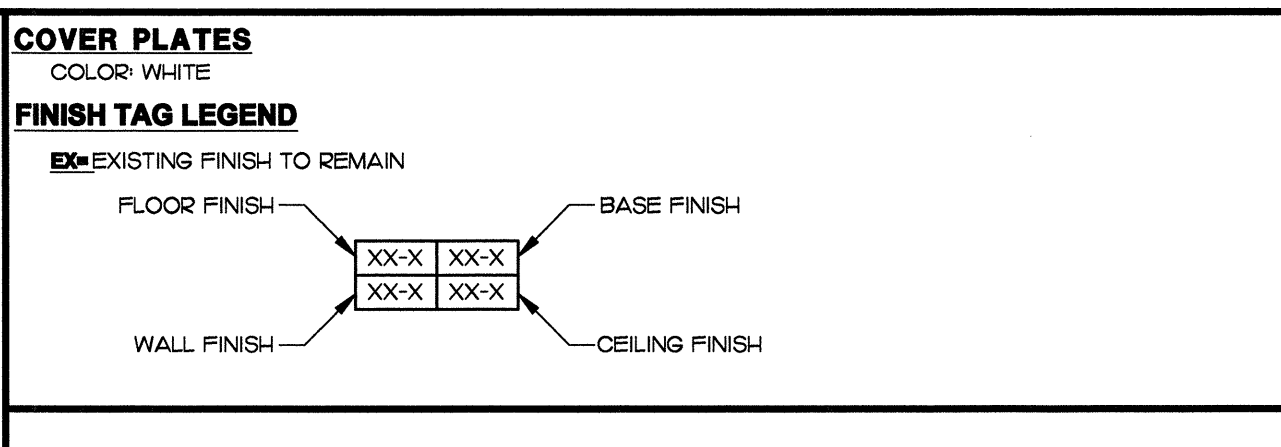 COVER PLATES
COLOR: WHITE
FINISH TAG LEGEND
EX= EXISTING FINISH TO REMAIN
FLOOR FINISH BASE FINISH
XX-X XX-X
XX-X XX-X
WALL FINISH CEILING FINISH